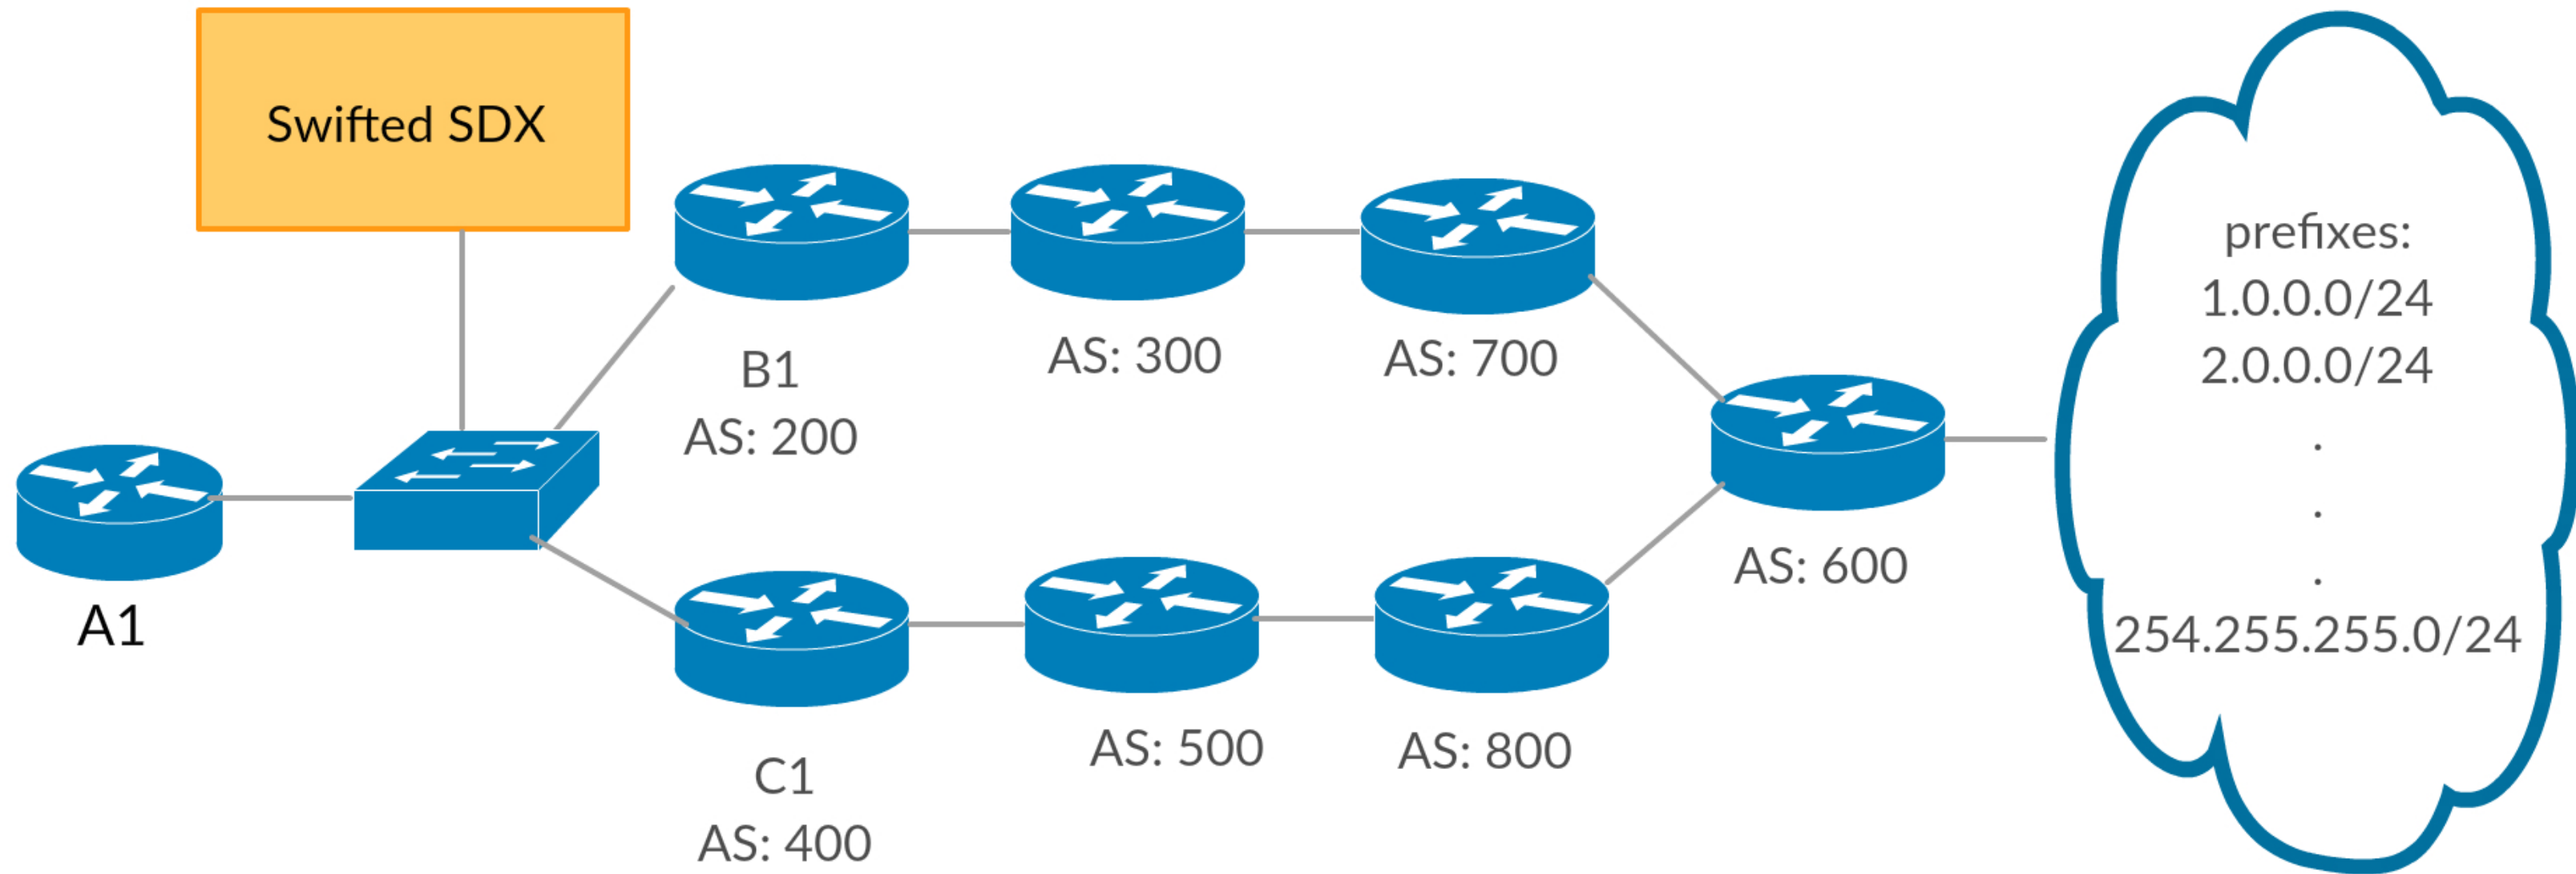 Swifted SDX
A1
B1
AS: 200
AS: 300
AS: 700
C1
AS: 400
AS: 500
AS: 800
AS: 600
prefixes:
1.0.0.0/24
2.0.0.0/24
.
.
.
254.255.255.0/24